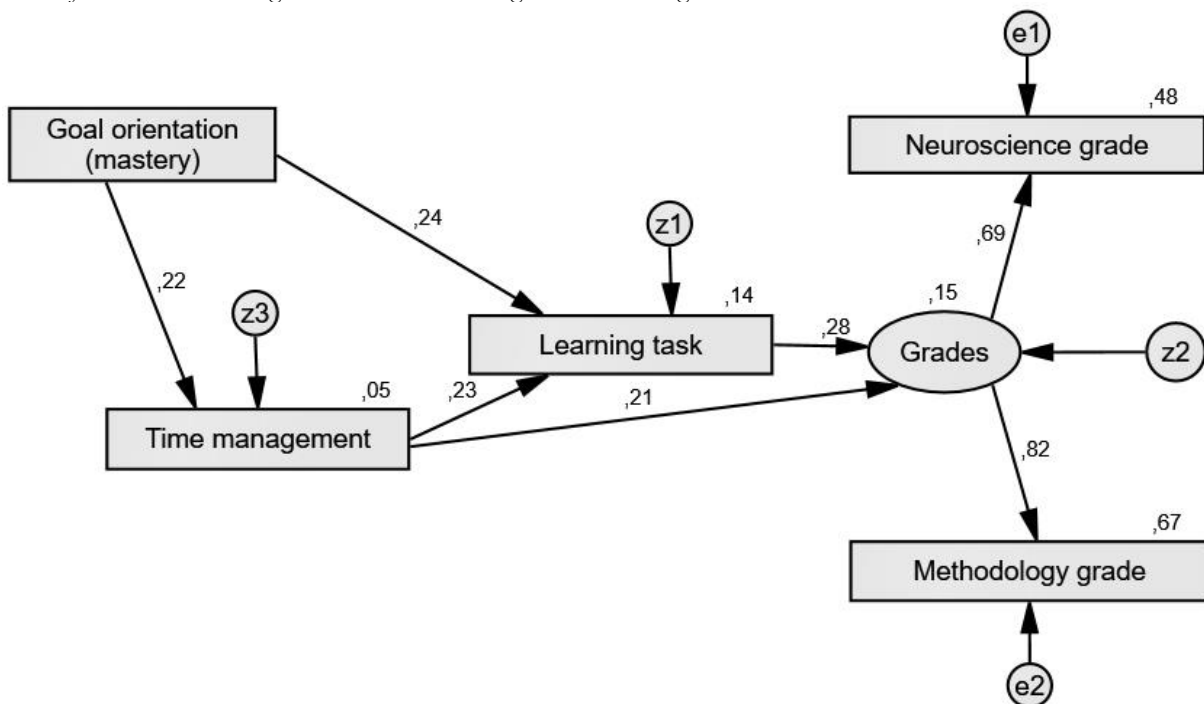 e1
,48
Goal orientation
(mastery)
Neuroscience grade
,24
z1
,69
,22
z3
,14
,15
Learning task
,28
Grades
z2
,05
,23
,21
Time management
,82
,67
Methodology grade
e2